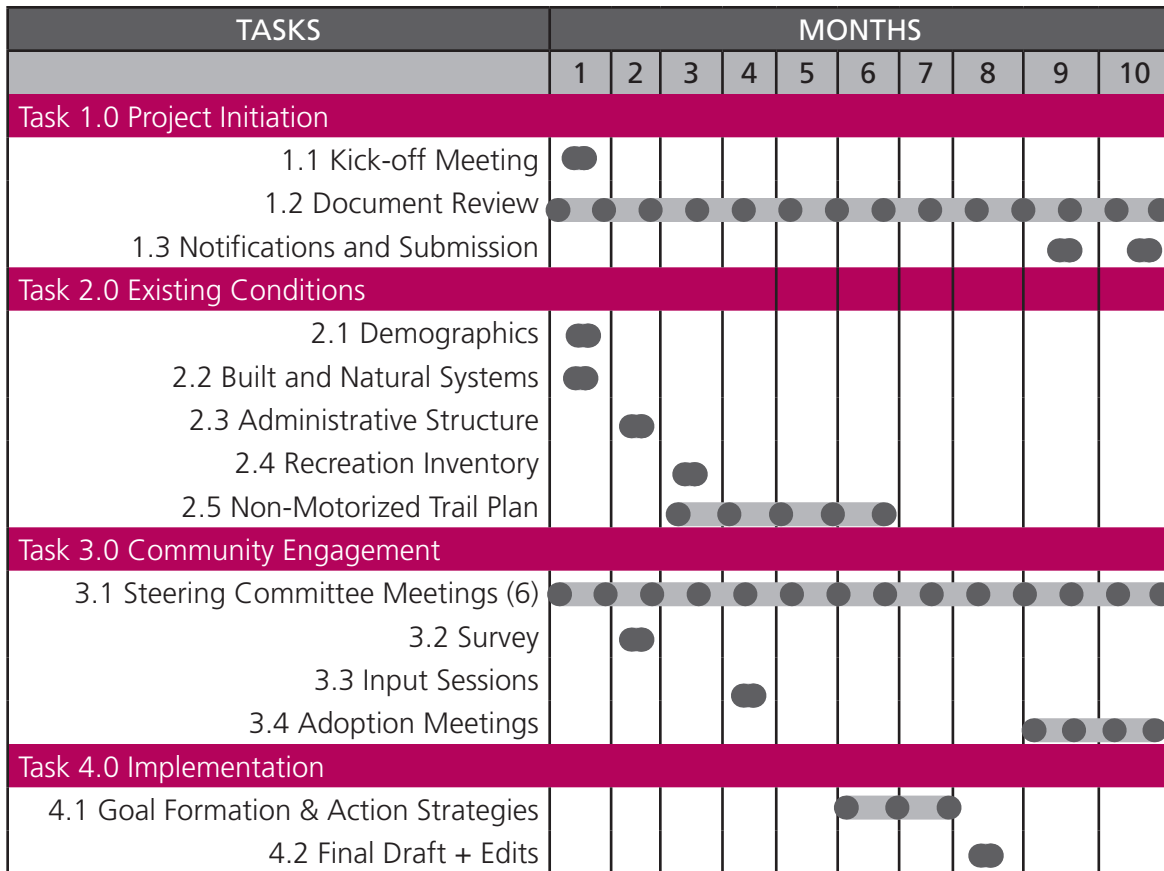 TASKS MONTHS
1 2 3 4 5 6 7 8 9 10
Task 1.0 Project Initiation
1.1 Kick-off Meeting
1.2 Document Review
1.3 Notifications and Submission
Task 2.0 Existing Conditions
2.1 Demographics
2.2 Built and Natural Systems
2.3 Administrative Structure
2.4 Recreation Inventory
2.5 Non-Motorized Trail Plan
Task 3.0 Community Engagement
3.1 Steering Committee Meetings (6)
3.2 Survey
3.3 Input Sessions
3.4 Adoption Meetings
Task 4.0 Implementation
4.1 Goal Formation & Action Strategies
4.2 Final Draft + Edits